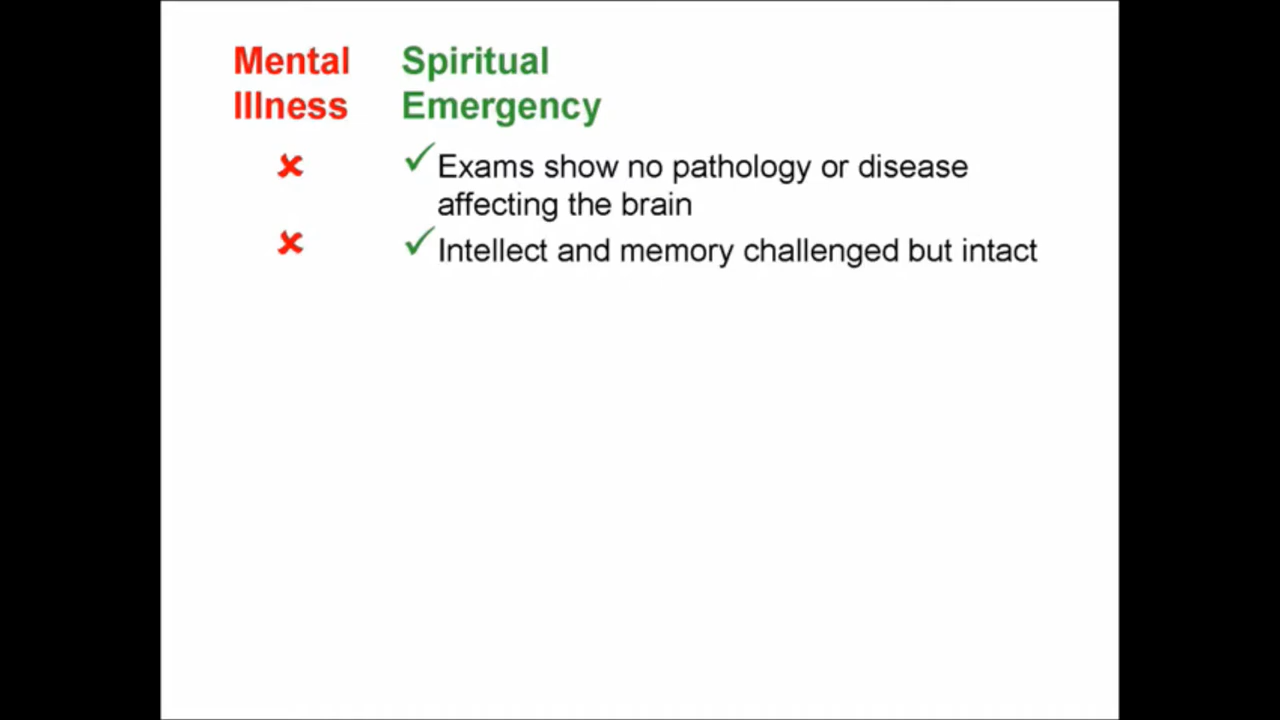 Mental Spiritual
Illness Emergency
✘ ✓Exams show no pathology or disease
affecting the brain
✘ ✓Intellect and memory challenged but intact